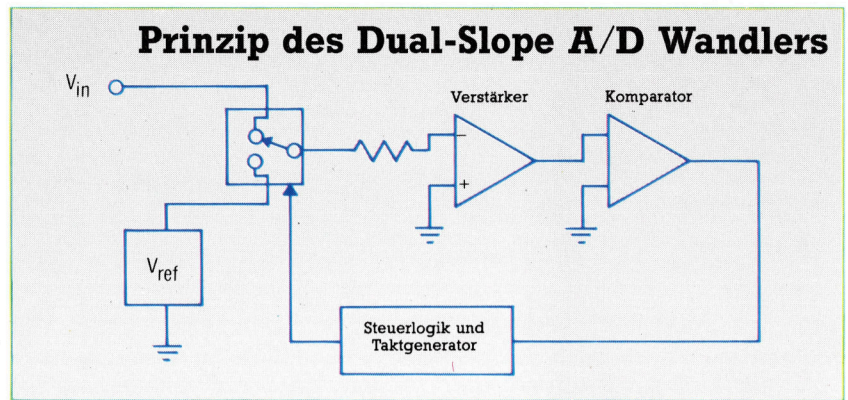 Prinzip des Dual-Slope A/D Wandlers
Vin
Verstärker
Komparator
−
+
Vref
Steuerlogik und
Taktgenerator